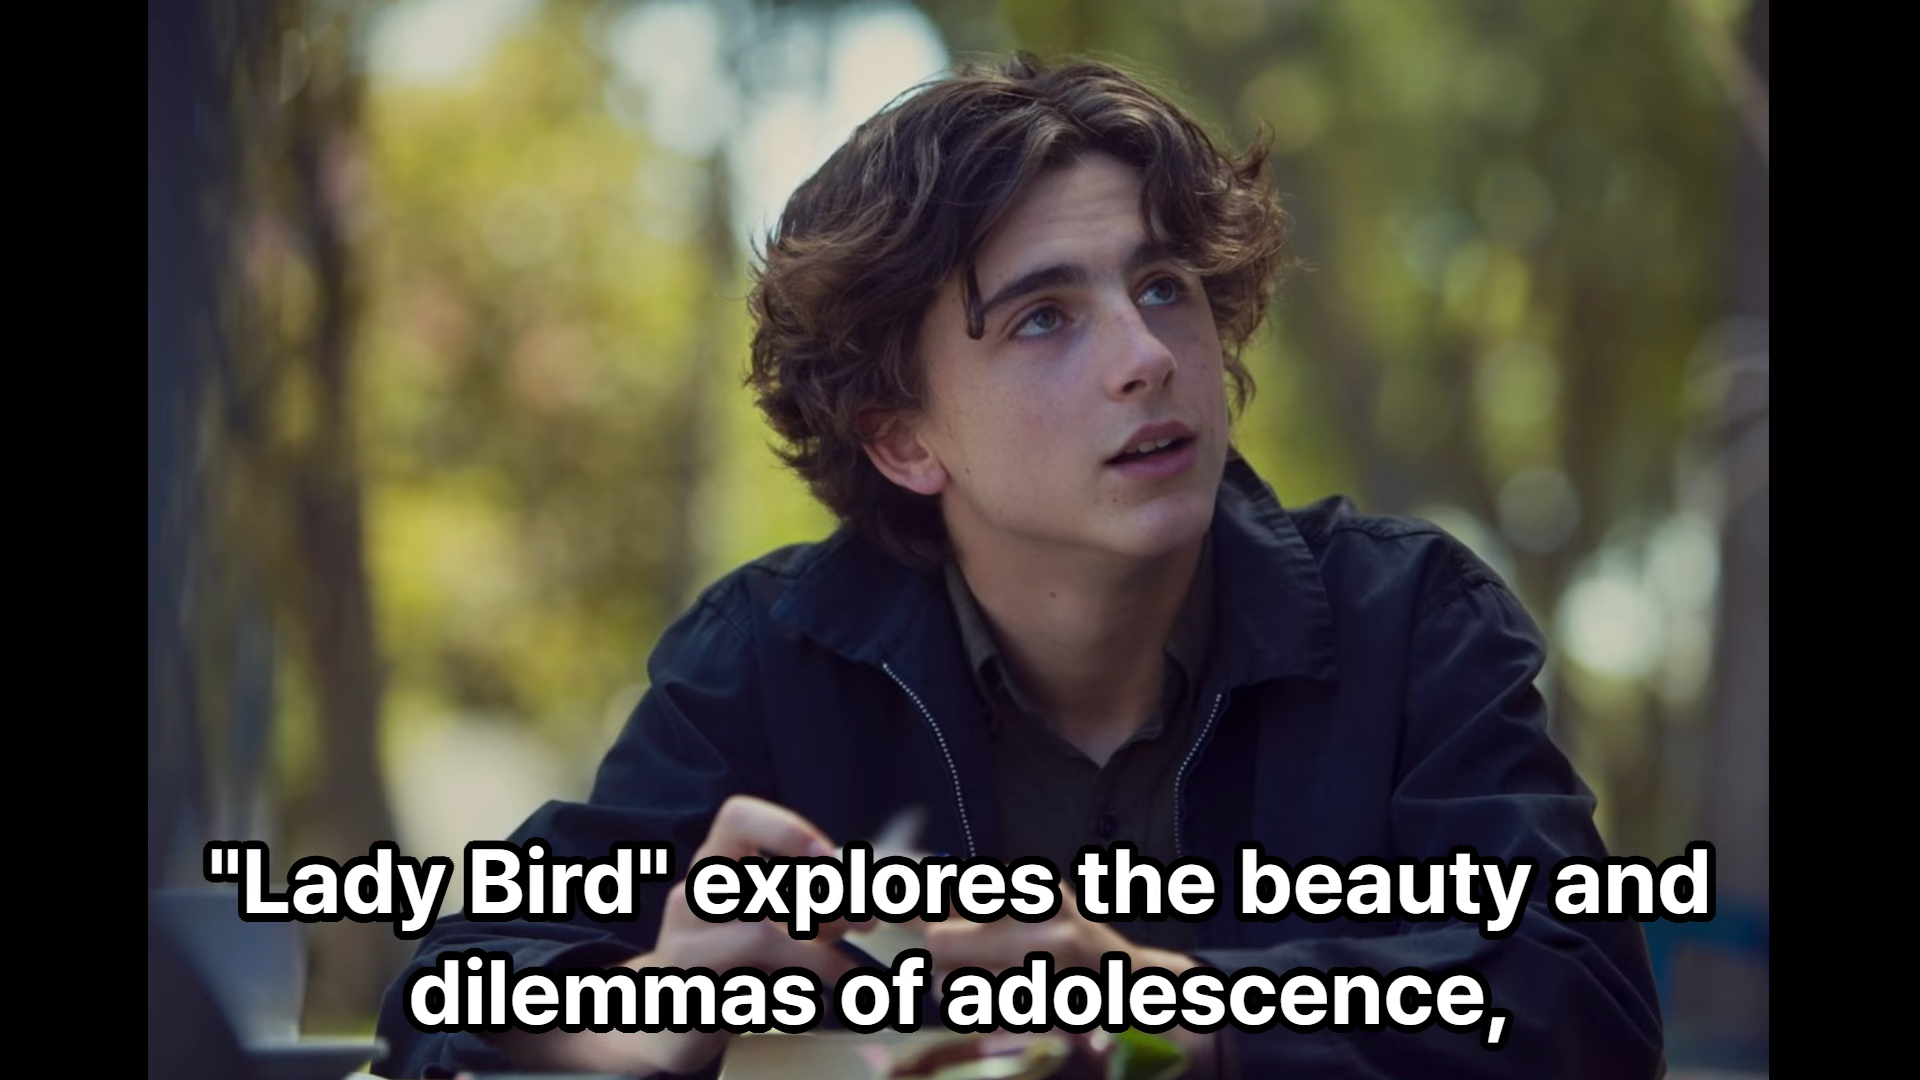 "Lady Bird" explores the beauty and
dilemmas of adolescence,